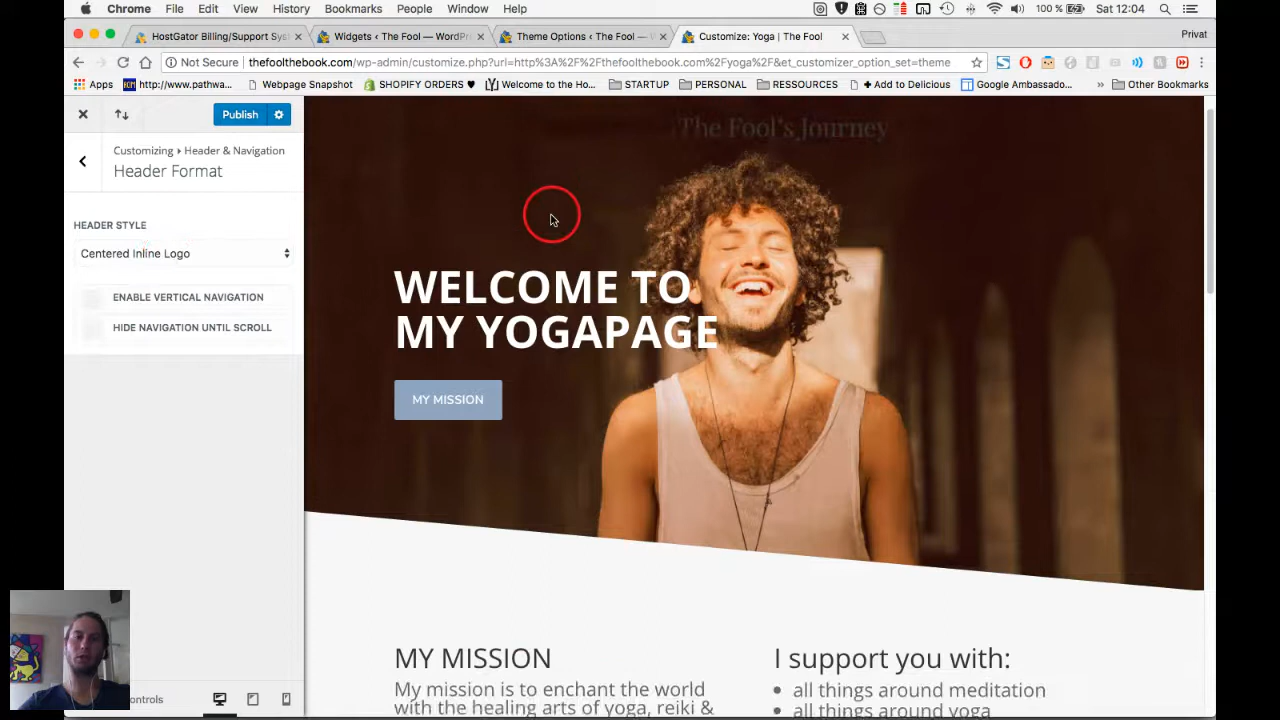 Chrome File Edit View History Bookmarks People Window Help 100 % Sat 12:04
HostGator Billing/Support Sys Widgets ‹ The Fool — WordPr Theme Options ‹ The Fool — W Customize: Yoga | The Fool Privat
Not Secure thefoolthebook.com/wp-admin/customize.php?url=http%3A%2F%2Fthefoolthebook.com%2Fyoga%2F&et_customizer_option_set=theme
Apps http://www.pathwa... Webpage Snapshot SHOPIFY ORDERS ♥ Welcome to the Ho... STARTUP PERSONAL RESSOURCES + Add to Delicious Google Ambassado... » Other Bookmarks
Publish
Customizing ▸ Header & Navigation
Header Format
HEADER STYLE
Centered Inline Logo
ENABLE VERTICAL NAVIGATION
HIDE NAVIGATION UNTIL SCROLL
The Fool's Journey
WELCOME TO
MY YOGAPAGE
MY MISSION
MY MISSION
My mission is to enchant the world
with the healing arts of yoga, reiki &
I support you with:
• all things around meditation
• all things around yoga
ontrols